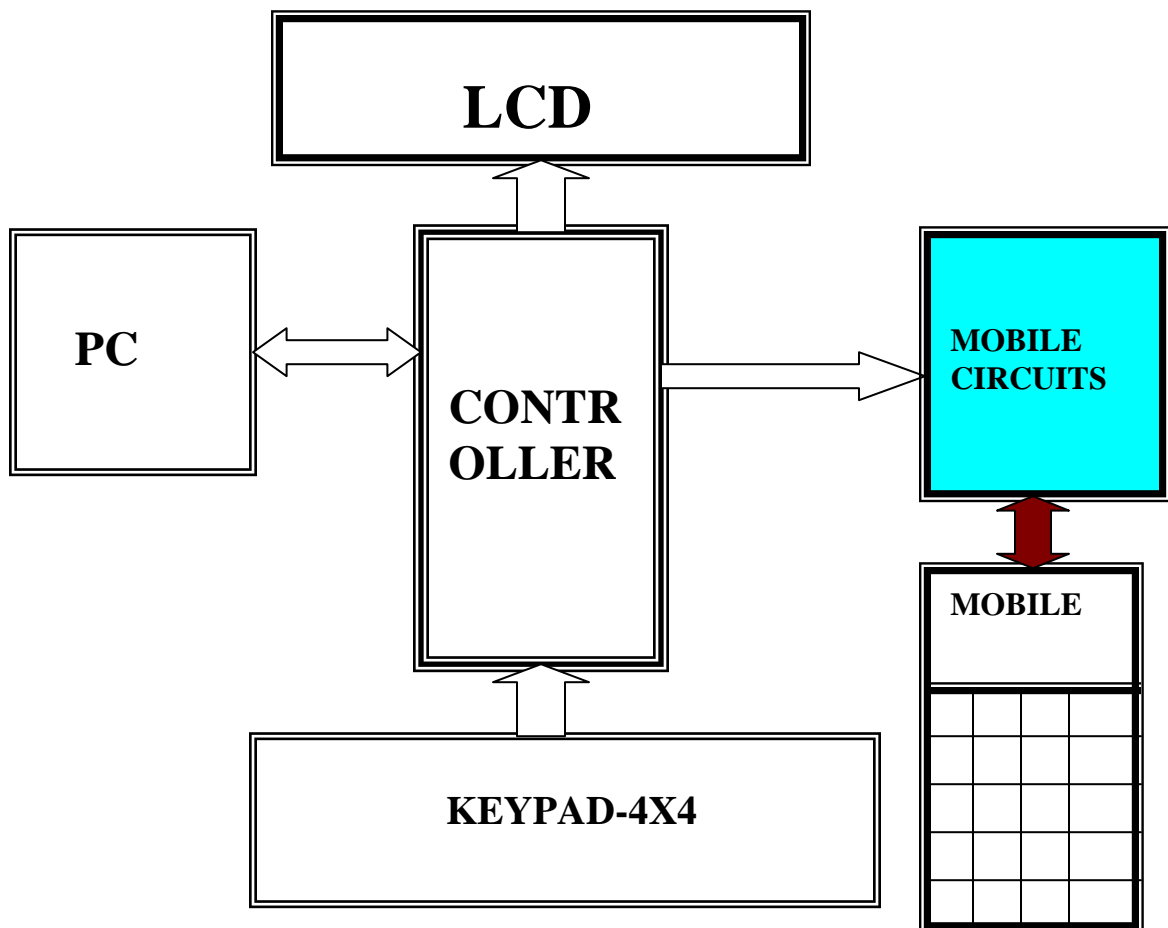 LCD
PC
CONTR
OLLER
MOBILE
CIRCUITS
MOBILE
KEYPAD-4X4